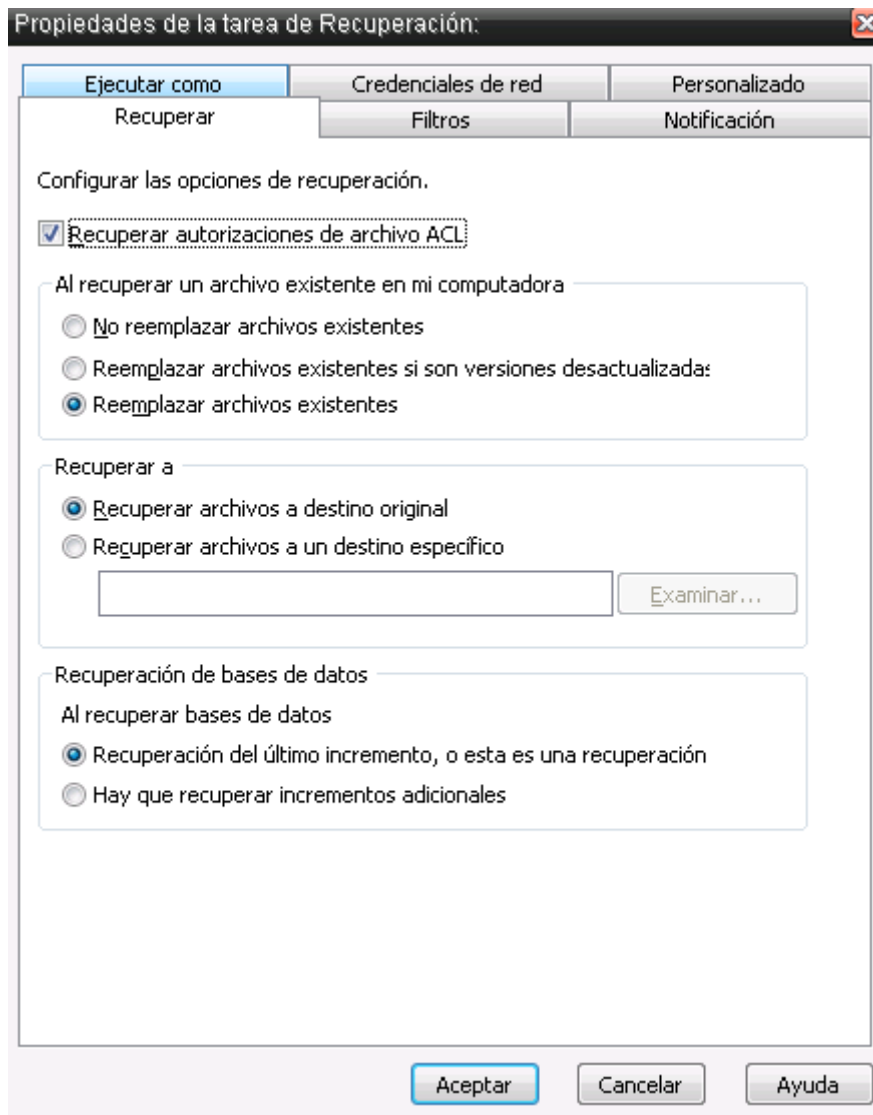 Propiedades de la tarea de Recuperación:
Ejecutar como
Credenciales de red
Personalizado
Recuperar
Filtros
Notificación
Configurar las opciones de recuperación.
Recuperar autorizaciones de archivo ACL
Al recuperar un archivo existente en mi computadora
No reemplazar archivos existentes
Reemplazar archivos existentes si son versiones desactualizadas
Reemplazar archivos existentes
Recuperar a
Recuperar archivos a destino original
Recuperar archivos a un destino específico
Examinar...
Recuperación de bases de datos
Al recuperar bases de datos
Recuperación del último incremento, o esta es una recuperación
Hay que recuperar incrementos adicionales
Aceptar
Cancelar
Ayuda